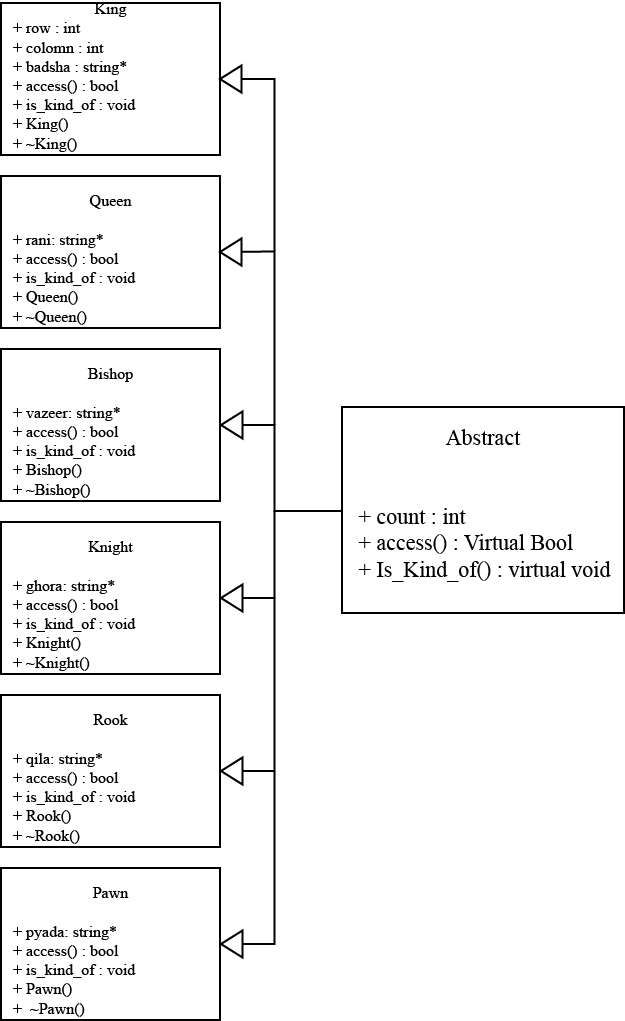 King
+ row : int
+ colomn : int
+ badsha : string*
+ access() : bool
+ is_kind_of : void
+ King()
+ ~King()
Queen
+ rani: string*
+ access() : bool
+ is_kind_of : void
+ Queen()
+ ~Queen()
Bishop
+ vazeer: string*
+ access() : bool
+ is_kind_of : void
+ Bishop()
+ ~Bishop()
Knight
+ ghora: string*
+ access() : bool
+ is_kind_of : void
+ Knight()
+ ~Knight()
Rook
+ qila: string*
+ access() : bool
+ is_kind_of : void
+ Rook()
+ ~Rook()
Pawn
+ pyada: string*
+ access() : bool
+ is_kind_of : void
+ Pawn()
+ ~Pawn()
Abstract
+ count : int
+ access() : Virtual Bool
+ Is_Kind_of() : virtual void